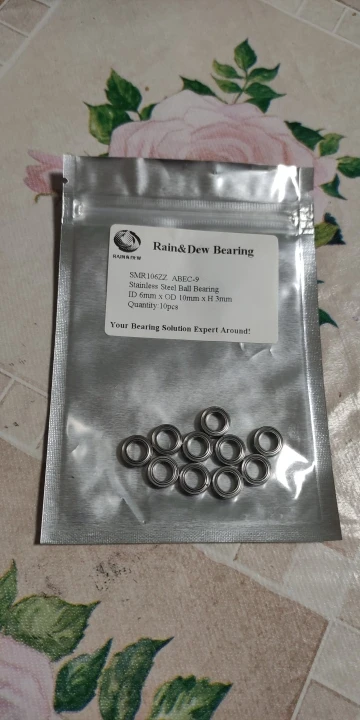 Rain&Dew Bearing
RAIN&DEW
SMR106ZZ ABEC-9
Stainless Steel Ball Bearing
ID 6mm x OD 10mm x H 3mm
Quantity:10pcs
Your Bearing Solution Expert Around!